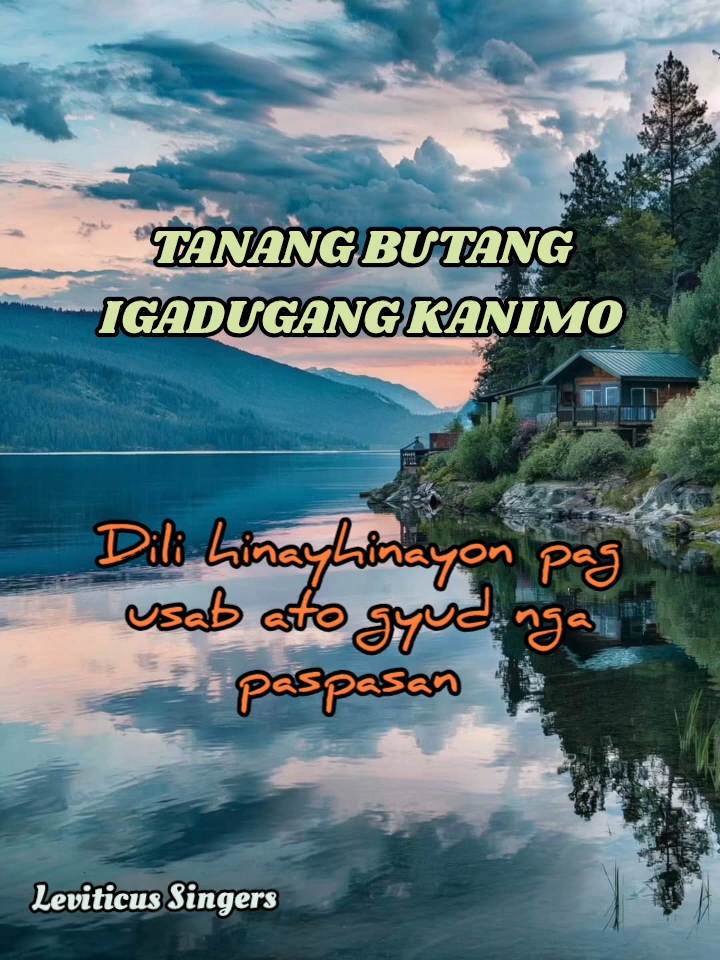 TANANG BUTANG
IGADUGANG KANIMO
Dili hinayhinayon pag
usab ato gyud nga
paspasan
Leviticus Singers